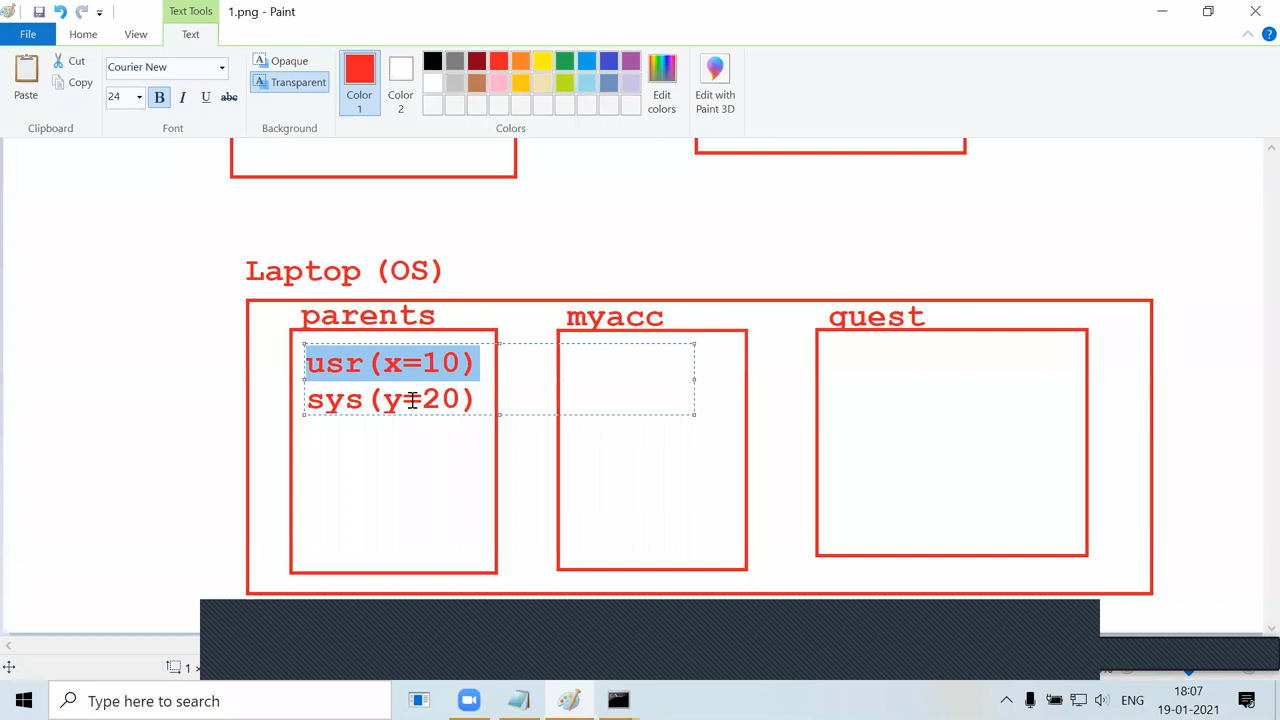 Text Tools
1.png - Paint
File
Home
View
Text
Paste
Cut
Copy
Clipboard
Courier New
24
B I U abc
Font
Opaque
Transparent
Background
Color
1
Color
2
Edit
colors
Colors
Edit with
Paint 3D
Laptop (OS)
parents
myacc
guest
usr(x=10)
sys(y=20)
1
Type here to search
ENG
18:07
19-01-2021